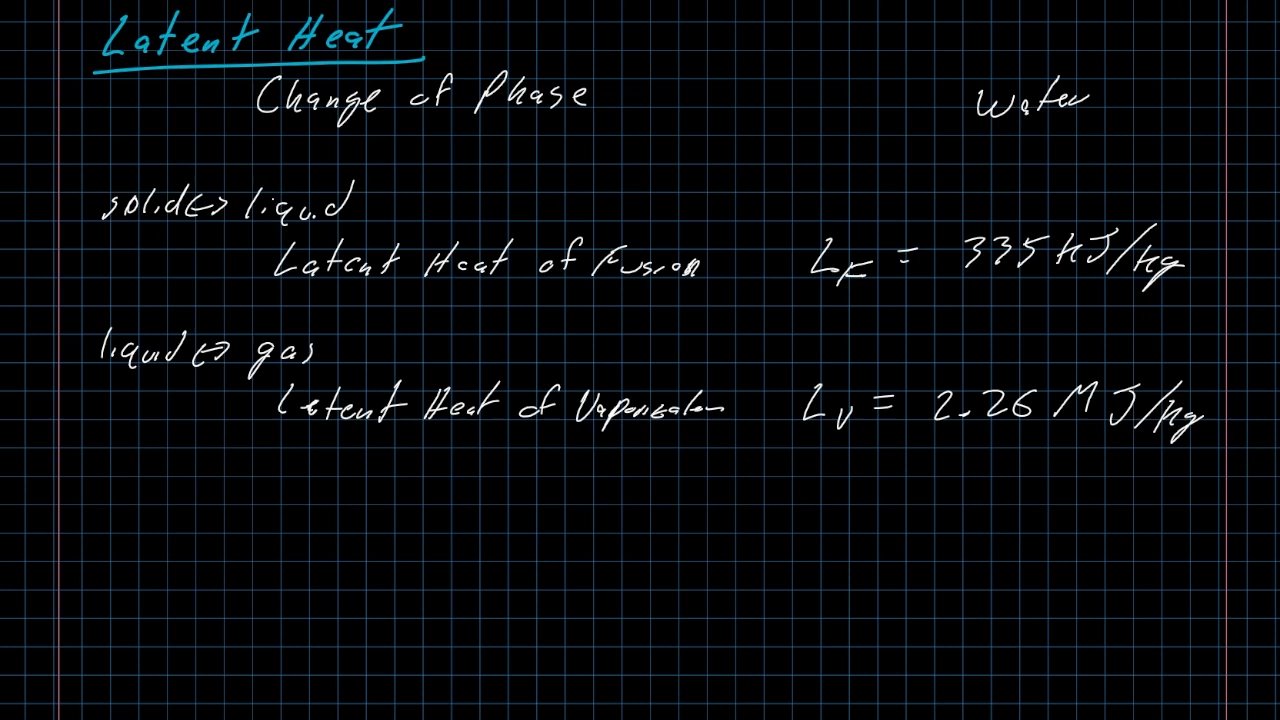 Latent Heat
Change of Phase Water
solid↔liquid
Latent Heat of Fusion L_F = 335 kJ/kg
liquid↔gas
Latent Heat of Vaporization L_V = 2.26 MJ/kg